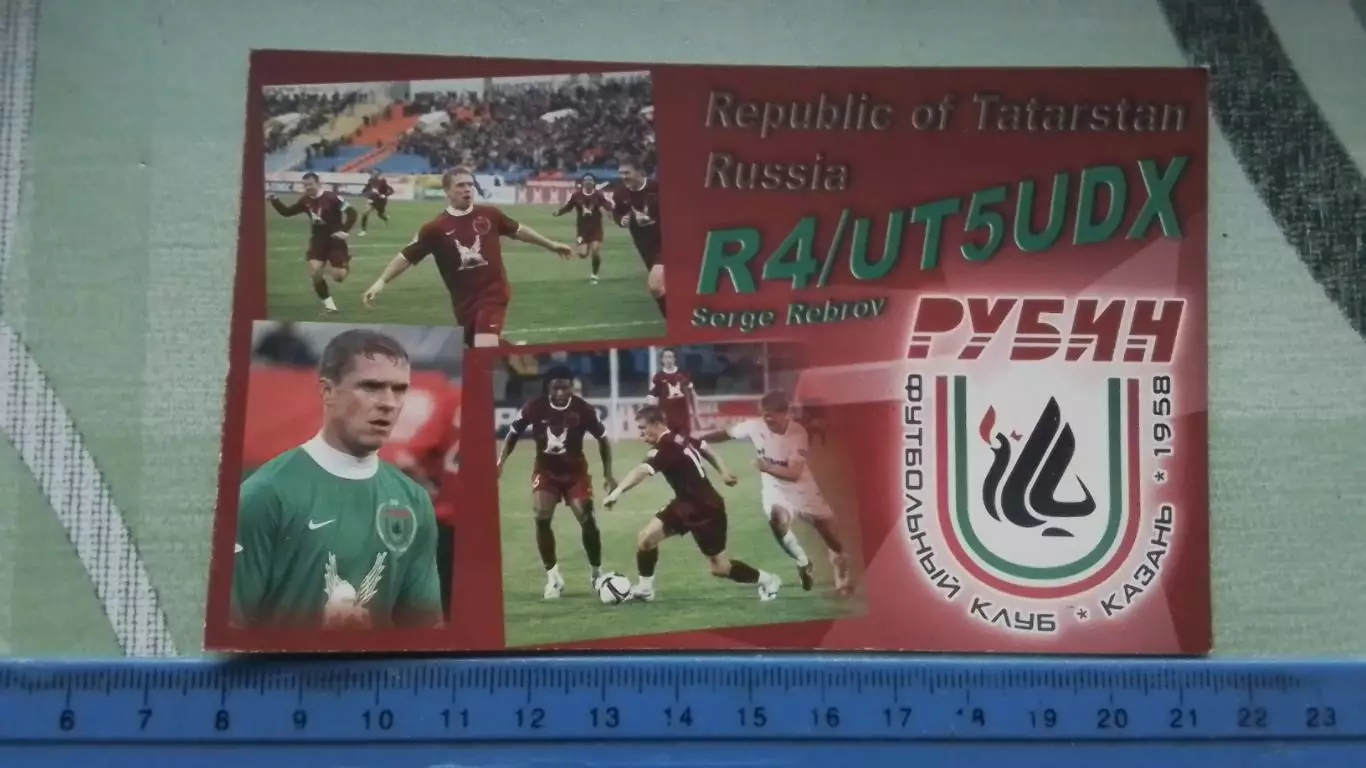 Republic of Tatarstan
Russia
R4/UT5UDX
Serge Rebrov
РУБИН
ФУТБОЛЬНЫЙ КЛУБ * КАЗАНЬ * 1958
6 7 8 9 10 11 12 13 14 15 16 17 18 19 20 21 22 23